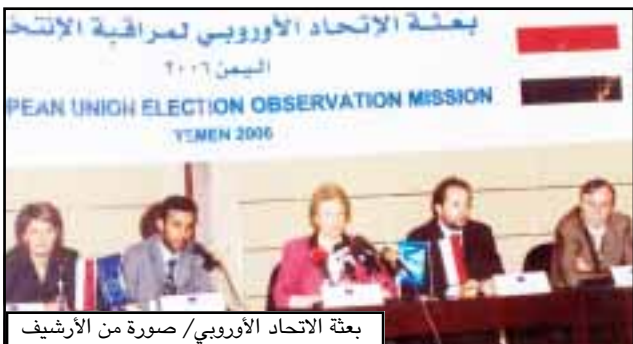 بعثة الاتحاد الأوروبي لمراقبة الإنتخا
اليمن ٢٠٠٦
PEAN UNION ELECTION OBSERVATION MISSION
YEMEN 2006
بعثة الاتحاد الأوروبي/ صورة من الأرشيف